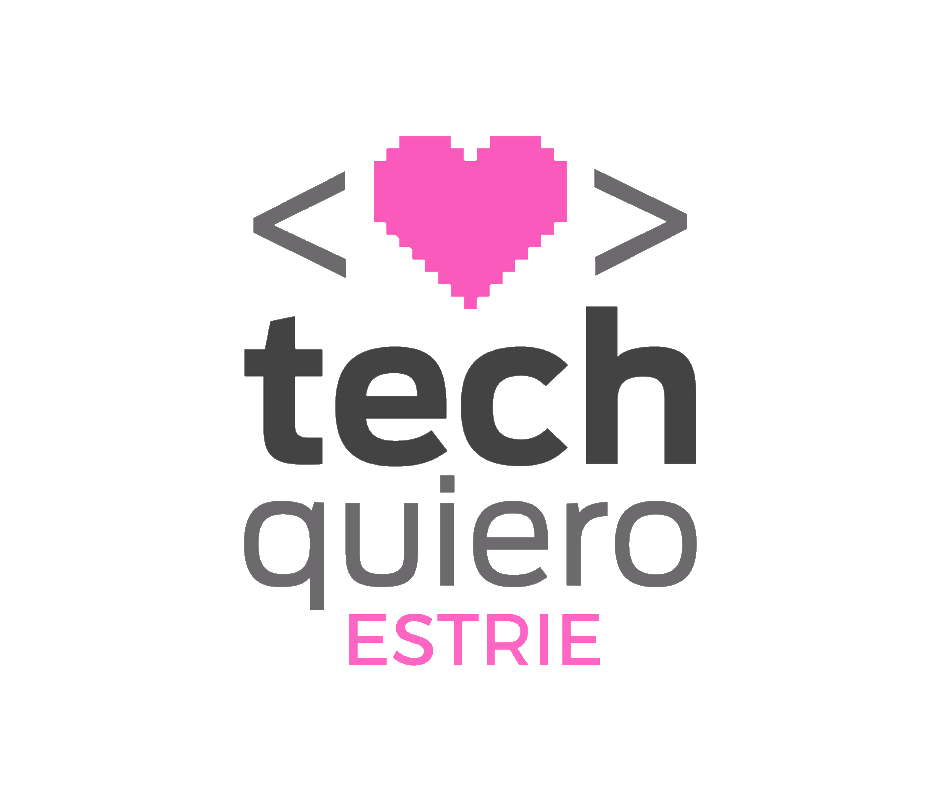 < >
tech
quiero
ESTRIE